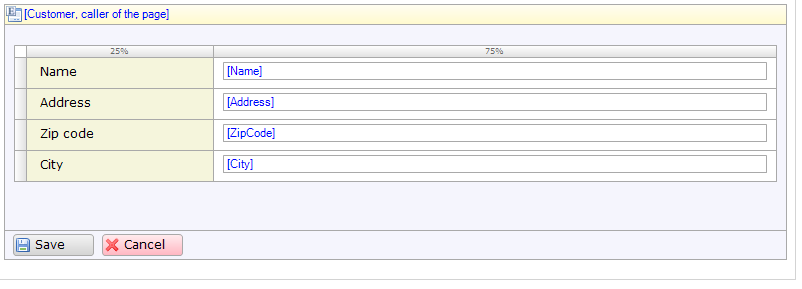 [Customer, caller of the page]
25% 75%
Name [Name]
Address [Address]
Zip code [ZipCode]
City [City]
Save Cancel